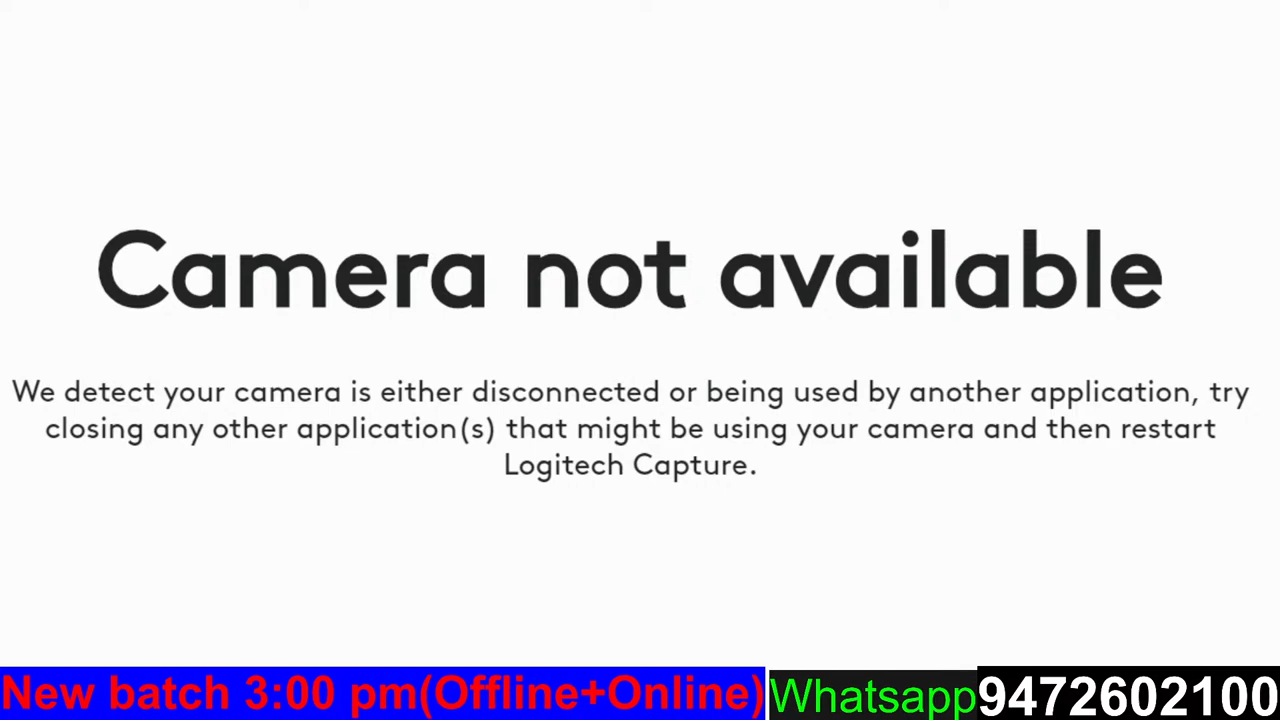 Camera not available
We detect your camera is either disconnected or being used by another application, try
closing any other application(s) that might be using your camera and then restart
Logitech Capture.
New batch 3:00 pm(Offline+Online) Whatsapp 9472602100